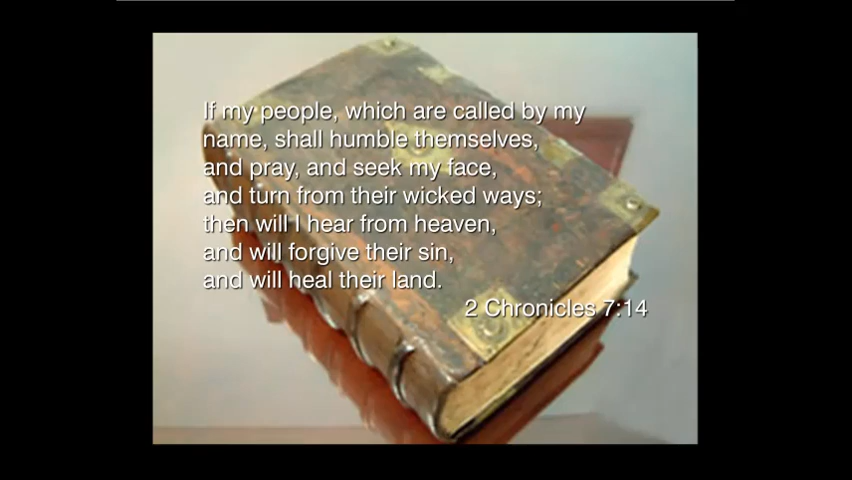 If my people, which are called by my
name, shall humble themselves,
and pray, and seek my face,
and turn from their wicked ways;
then will I hear from heaven,
and will forgive their sin,
and will heal their land.
2 Chronicles 7:14